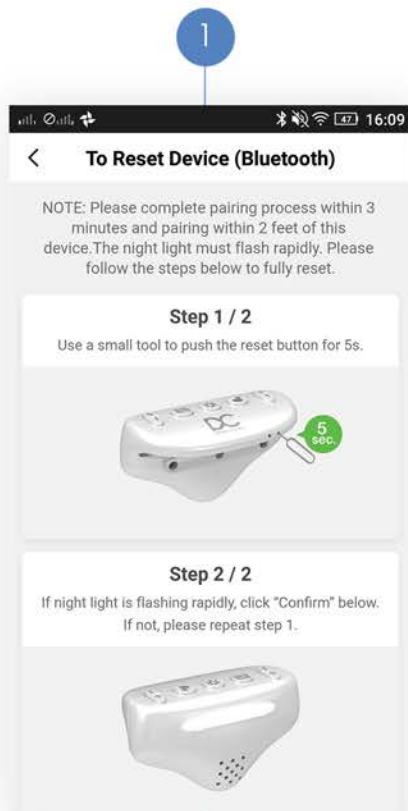 1
47 16:09
To Reset Device (Bluetooth)
NOTE: Please complete pairing process within 3
minutes and pairing within 2 feet of this
device.The night light must flash rapidly. Please
follow the steps below to fully reset.
Step 1 / 2
Use a small tool to push the reset button for 5s.
DC
5
sec.
Step 2 / 2
If night light is flashing rapidly, click “Confirm” below.
If not, please repeat step 1.